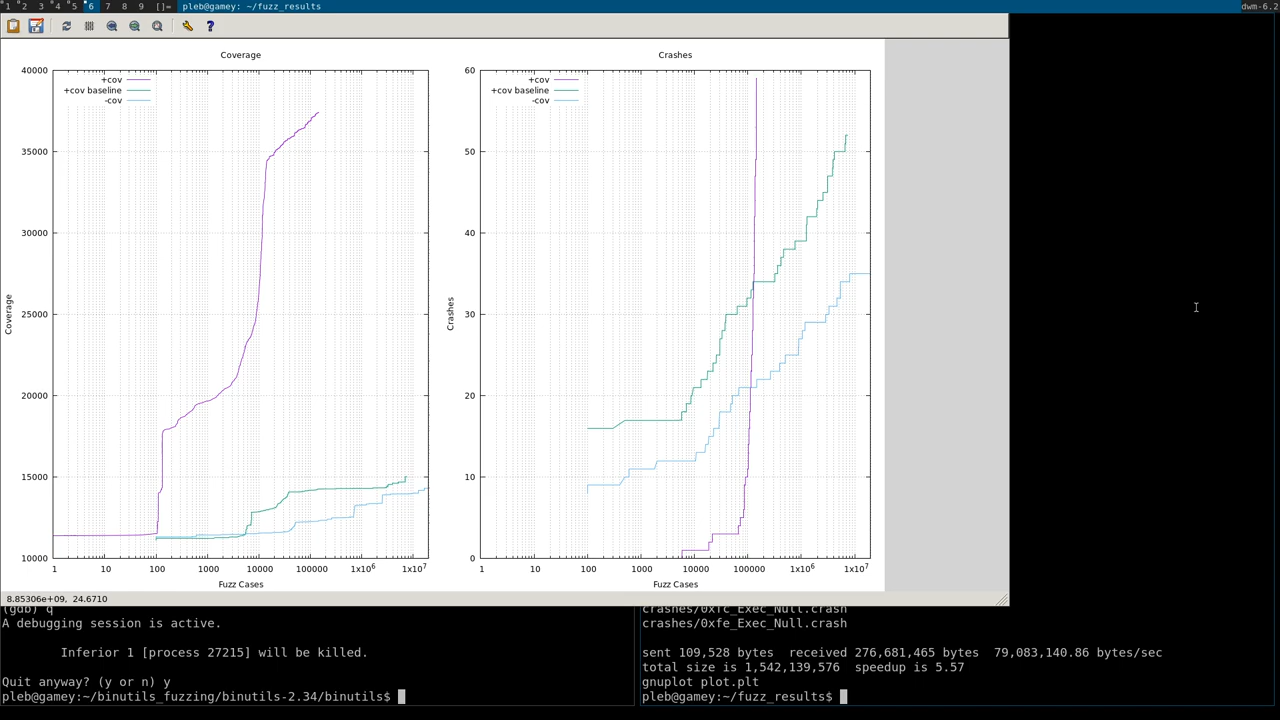 1 2 3 4 5 6 7 8 9 []= pleb@gamey: ~/fuzz_results dwm-6.2
Coverage
+cov
+cov baseline
-cov
40000
35000
30000
25000
20000
15000
10000
Coverage
1 10 100 1000 10000 100000 1x10^6 1x10^7
Fuzz Cases
Crashes
+cov
+cov baseline
-cov
60
50
40
30
20
10
0
Crashes
1 10 100 1000 10000 100000 1x10^6 1x10^7
Fuzz Cases
8.85306e+09, 24.6710
(gdb) q
A debugging session is active.
Inferior 1 [process 27215] will be killed.
Quit anyway? (y or n) y
pleb@gamey:~/binutils_fuzzing/binutils-2.34/binutils$
crashes/0xfe_Exec_Null.crash
crashes/0xfe_Exec_Null.crash
sent 109,528 bytes received 276,681,465 bytes 79,083,140.86 bytes/sec
total size is 1,542,139,576 speedup is 5.57
gnuplot plot.plt
pleb@gamey:~/fuzz_results$